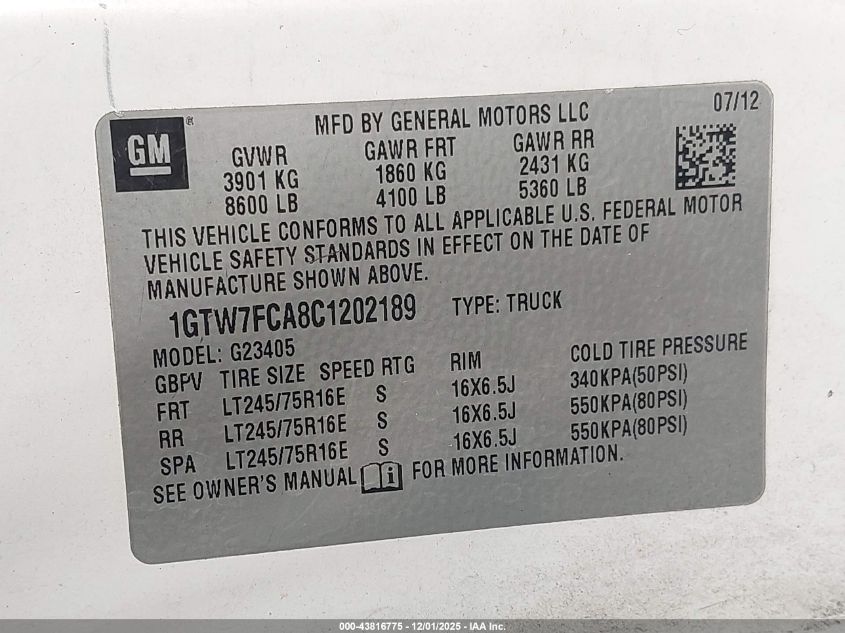 GM
®
MFD BY GENERAL MOTORS LLC
07/12
GVWR GAWR FRT GAWR RR
3901 KG 1860 KG 2431 KG
8600 LB 4100 LB 5360 LB
THIS VEHICLE CONFORMS TO ALL APPLICABLE U.S. FEDERAL MOTOR
VEHICLE SAFETY STANDARDS IN EFFECT ON THE DATE OF
MANUFACTURE SHOWN ABOVE.
1GTW7FCA8C1202189 TYPE: TRUCK
MODEL: G23405
GBPV TIRE SIZE SPEED RTG RIM COLD TIRE PRESSURE
FRT LT245/75R16E S 16X6.5J 340KPA(50PSI)
RR LT245/75R16E S 16X6.5J 550KPA(80PSI)
SPA LT245/75R16E S 16X6.5J 550KPA(80PSI)
SEE OWNER'S MANUAL i FOR MORE INFORMATION.
000-43816775 - 12/01/2025 - IAA Inc.